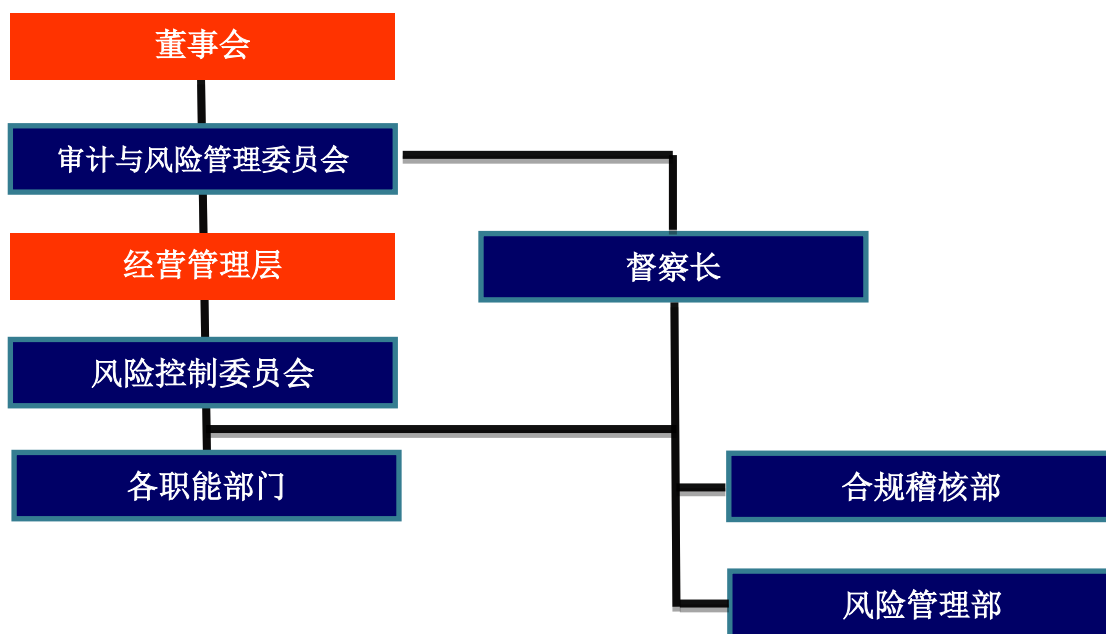 董事会
审计与风险管理委员会
经营管理层
督察长
风险控制委员会
各职能部门
合规稽核部
风险管理部